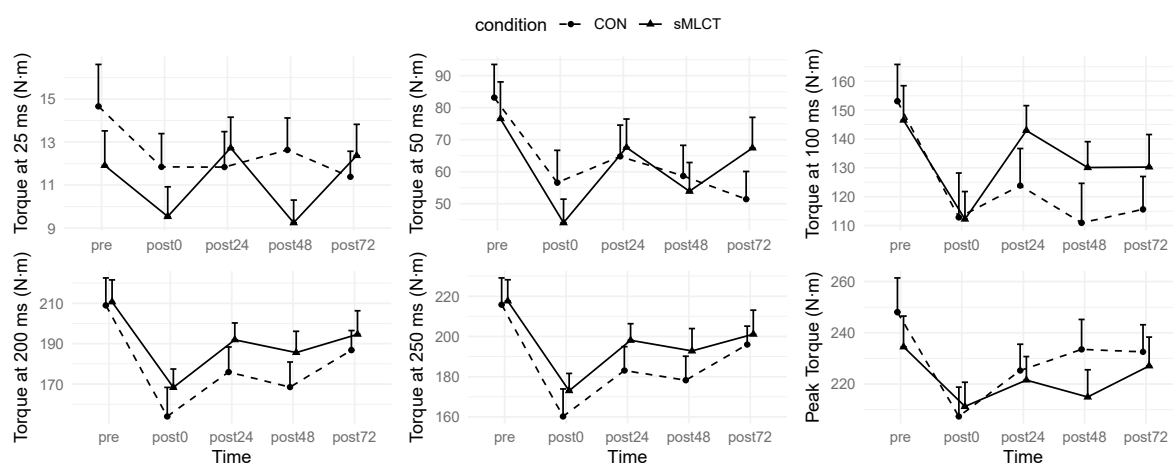 condition CON sMLCT
Torque at 25 ms (N·m)
15
13
11
9
pre post0 post24 post48 post72
Torque at 50 ms (N·m)
90
80
70
60
50
pre post0 post24 post48 post72
Torque at 100 ms (N·m)
160
150
140
130
120
110
pre post0 post24 post48 post72
Torque at 200 ms (N·m)
210
190
170
pre post0 post24 post48 post72
Time
Torque at 250 ms (N·m)
220
200
180
160
pre post0 post24 post48 post72
Time
Peak Torque (N·m)
260
240
220
pre post0 post24 post48 post72
Time